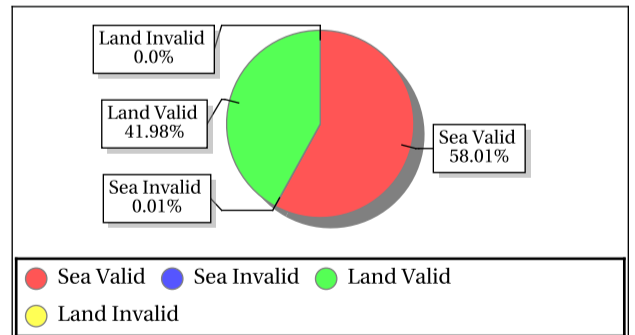 Land Invalid
0.0%
Land Valid
41.98%
Sea Valid
58.01%
Sea Invalid
0.01%
Sea Valid Sea Invalid Land Valid
Land Invalid